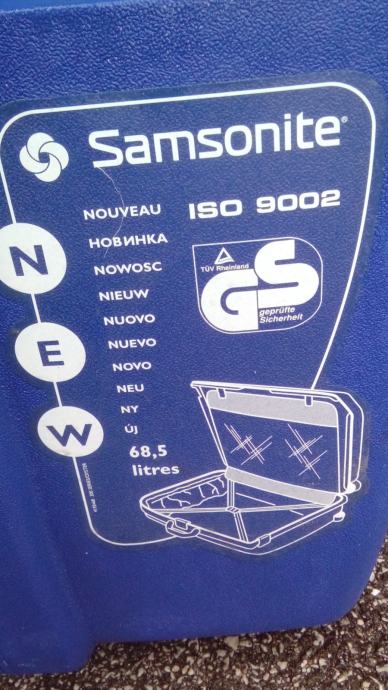 Samsonite®
NOUVEAU ISO 9002
НОВИНКА
NOWOSC
NIEUW
NUOVO
NUEVO
NOVO
NEU
NY
ÚJ
N
E
W
TÜV Rheinland
GS
geprüfte
Sicherheit
68,5
litres